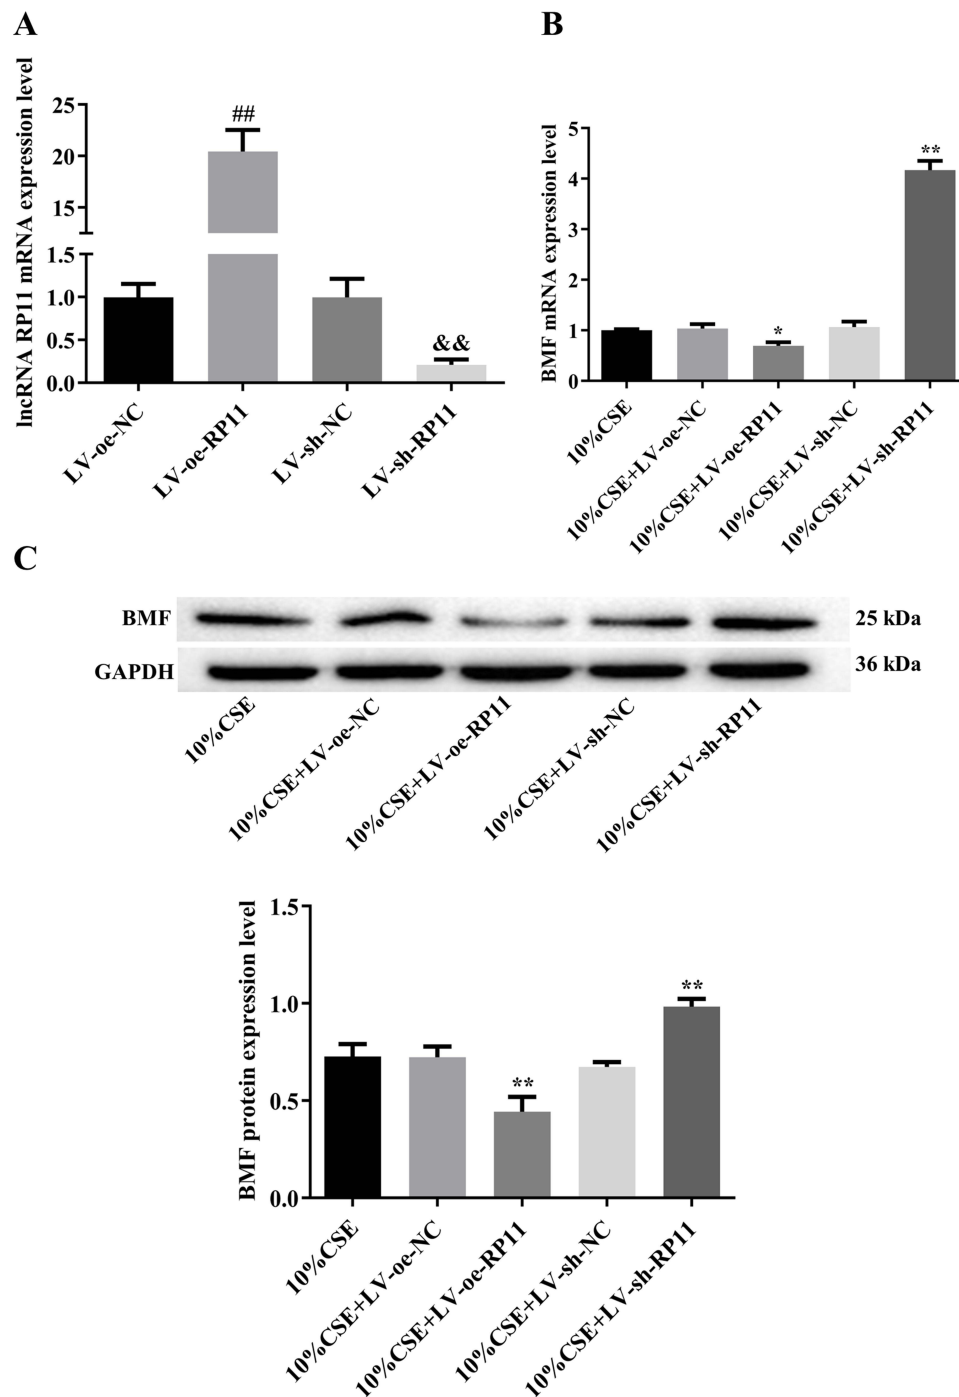 A
lncRNA RP11 mRNA expression level
25
20
15
1.5
1.0
0.5
0.0
##
&&
LV-oe-NC
LV-oe-RP11
LV-sh-NC
LV-sh-RP11
B
BMF mRNA expression level
5
4
3
2
1
0
*
**
10%CSE
10%CSE+LV-oe-NC
10%CSE+LV-oe-RP11
10%CSE+LV-sh-NC
10%CSE+LV-sh-RP11
C
BMF
25 kDa
GAPDH
36 kDa
10%CSE
10%CSE+LV-oe-NC
10%CSE+LV-oe-RP11
10%CSE+LV-sh-NC
10%CSE+LV-sh-RP11
BMF protein expression level
1.5
1.0
0.5
0.0
**
**
10%CSE
10%CSE+LV-oe-NC
10%CSE+LV-oe-RP11
10%CSE+LV-sh-NC
10%CSE+LV-sh-RP11